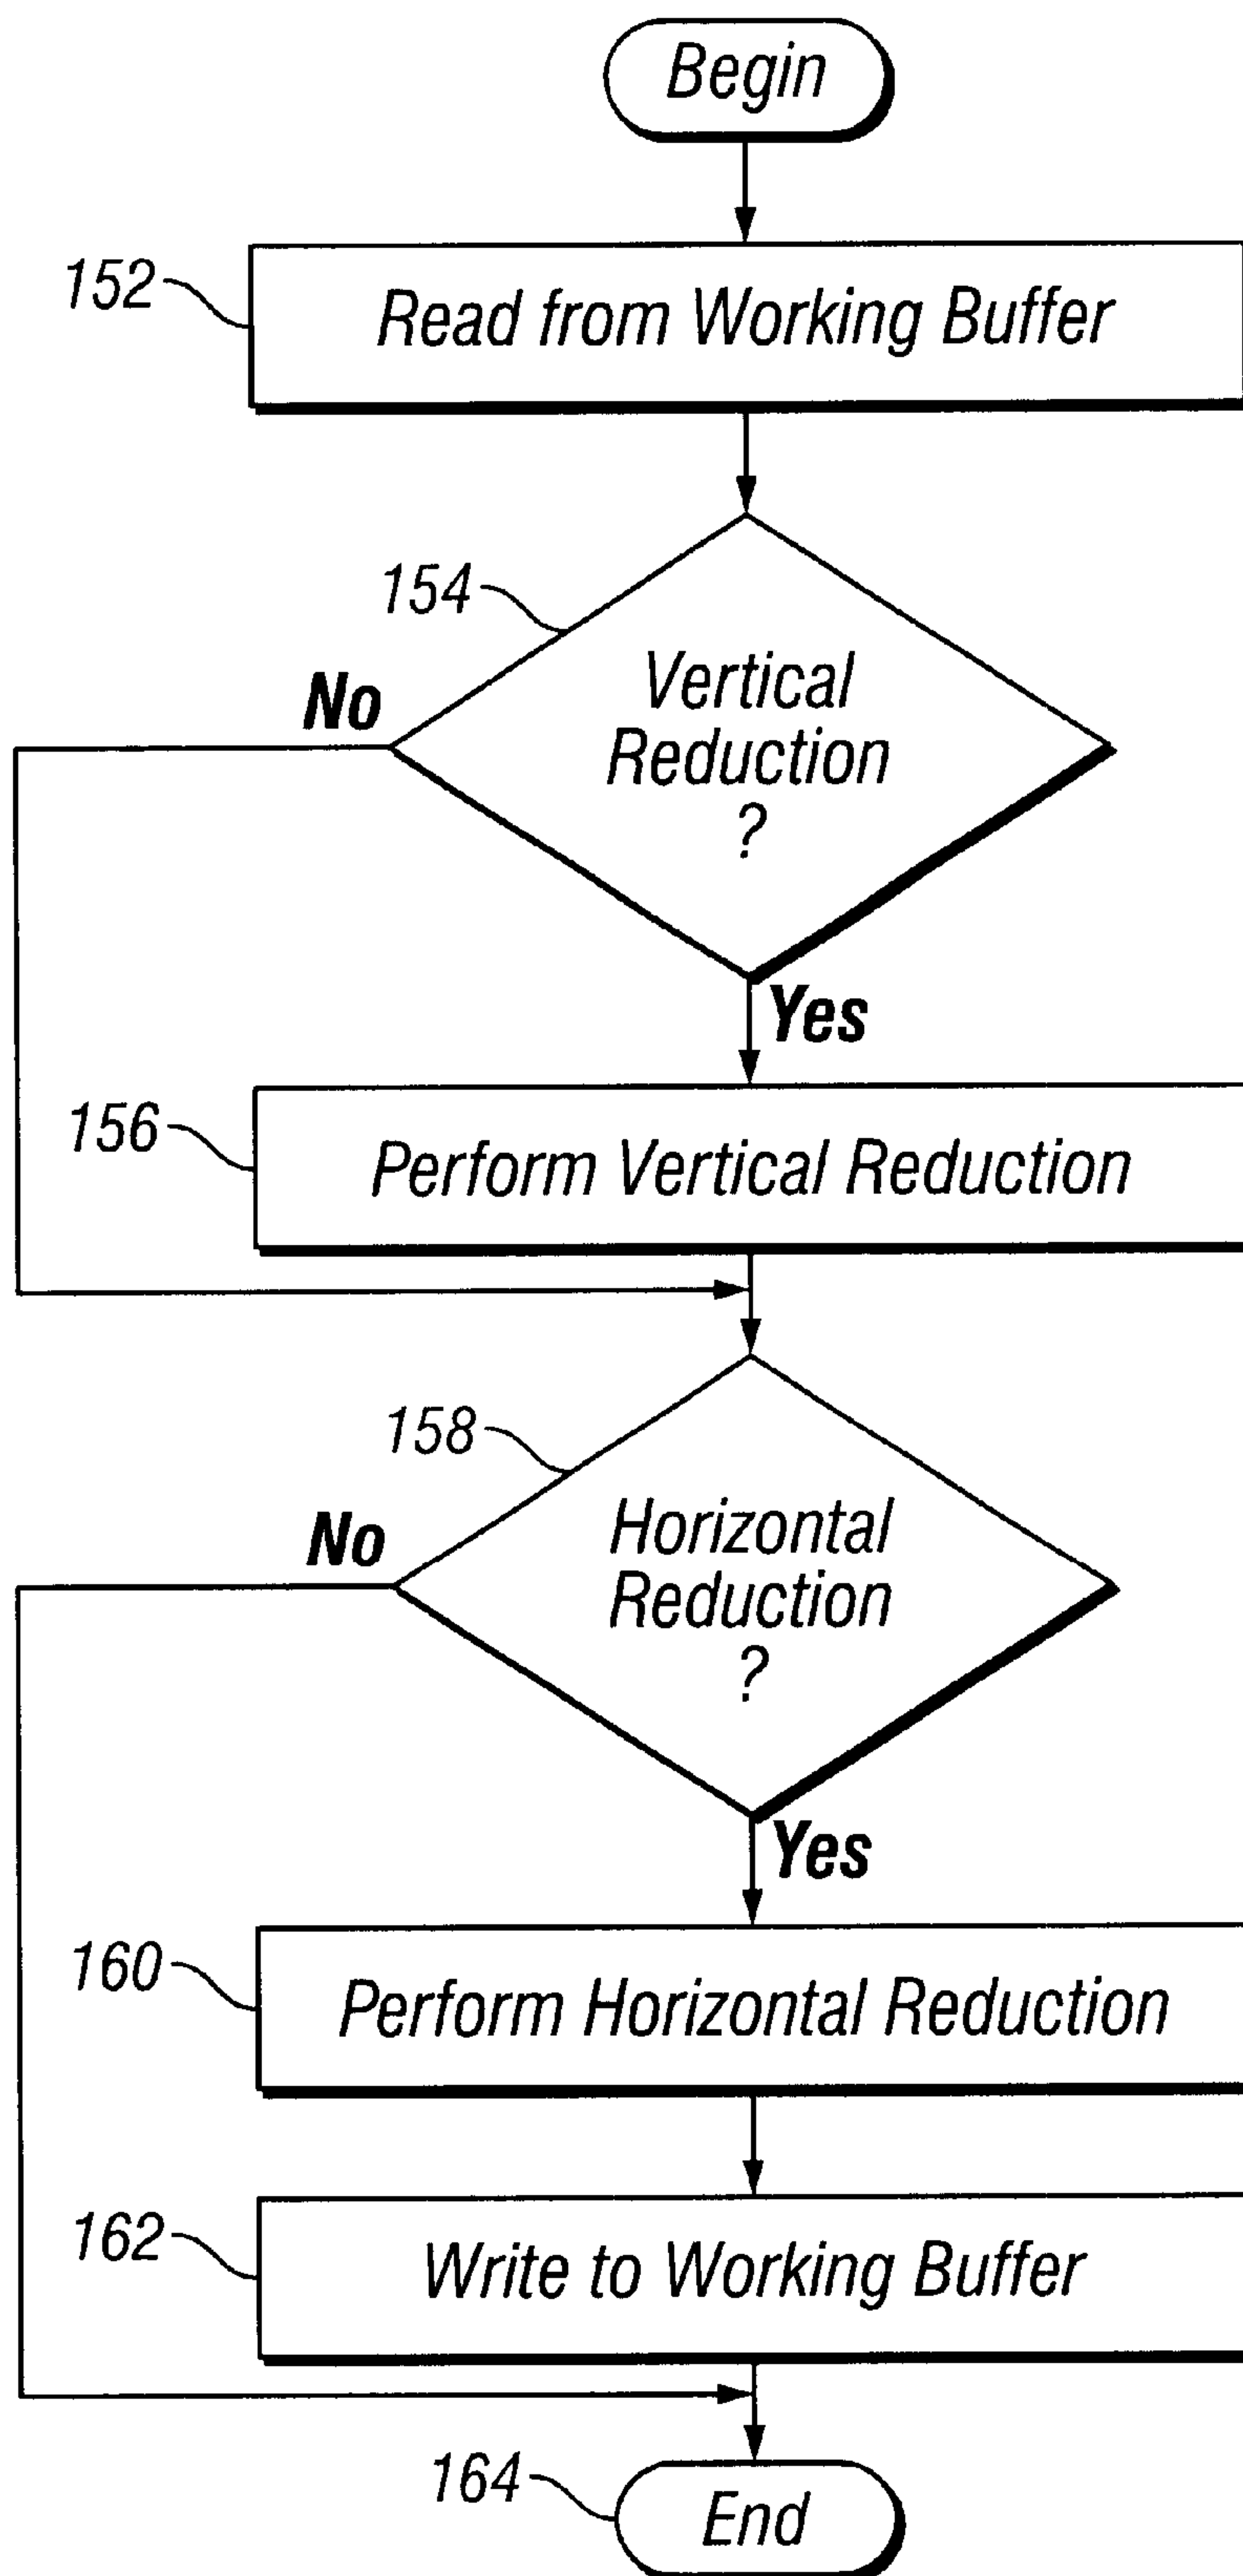 Begin
152
Read from Working Buffer
154
Vertical
No
Reduction
?
Yes
156
Perform Vertical Reduction
158
Horizontal
No
Reduction
?
Yes
160
Perform Horizontal Reduction
162
Write to Working Buffer
164
End